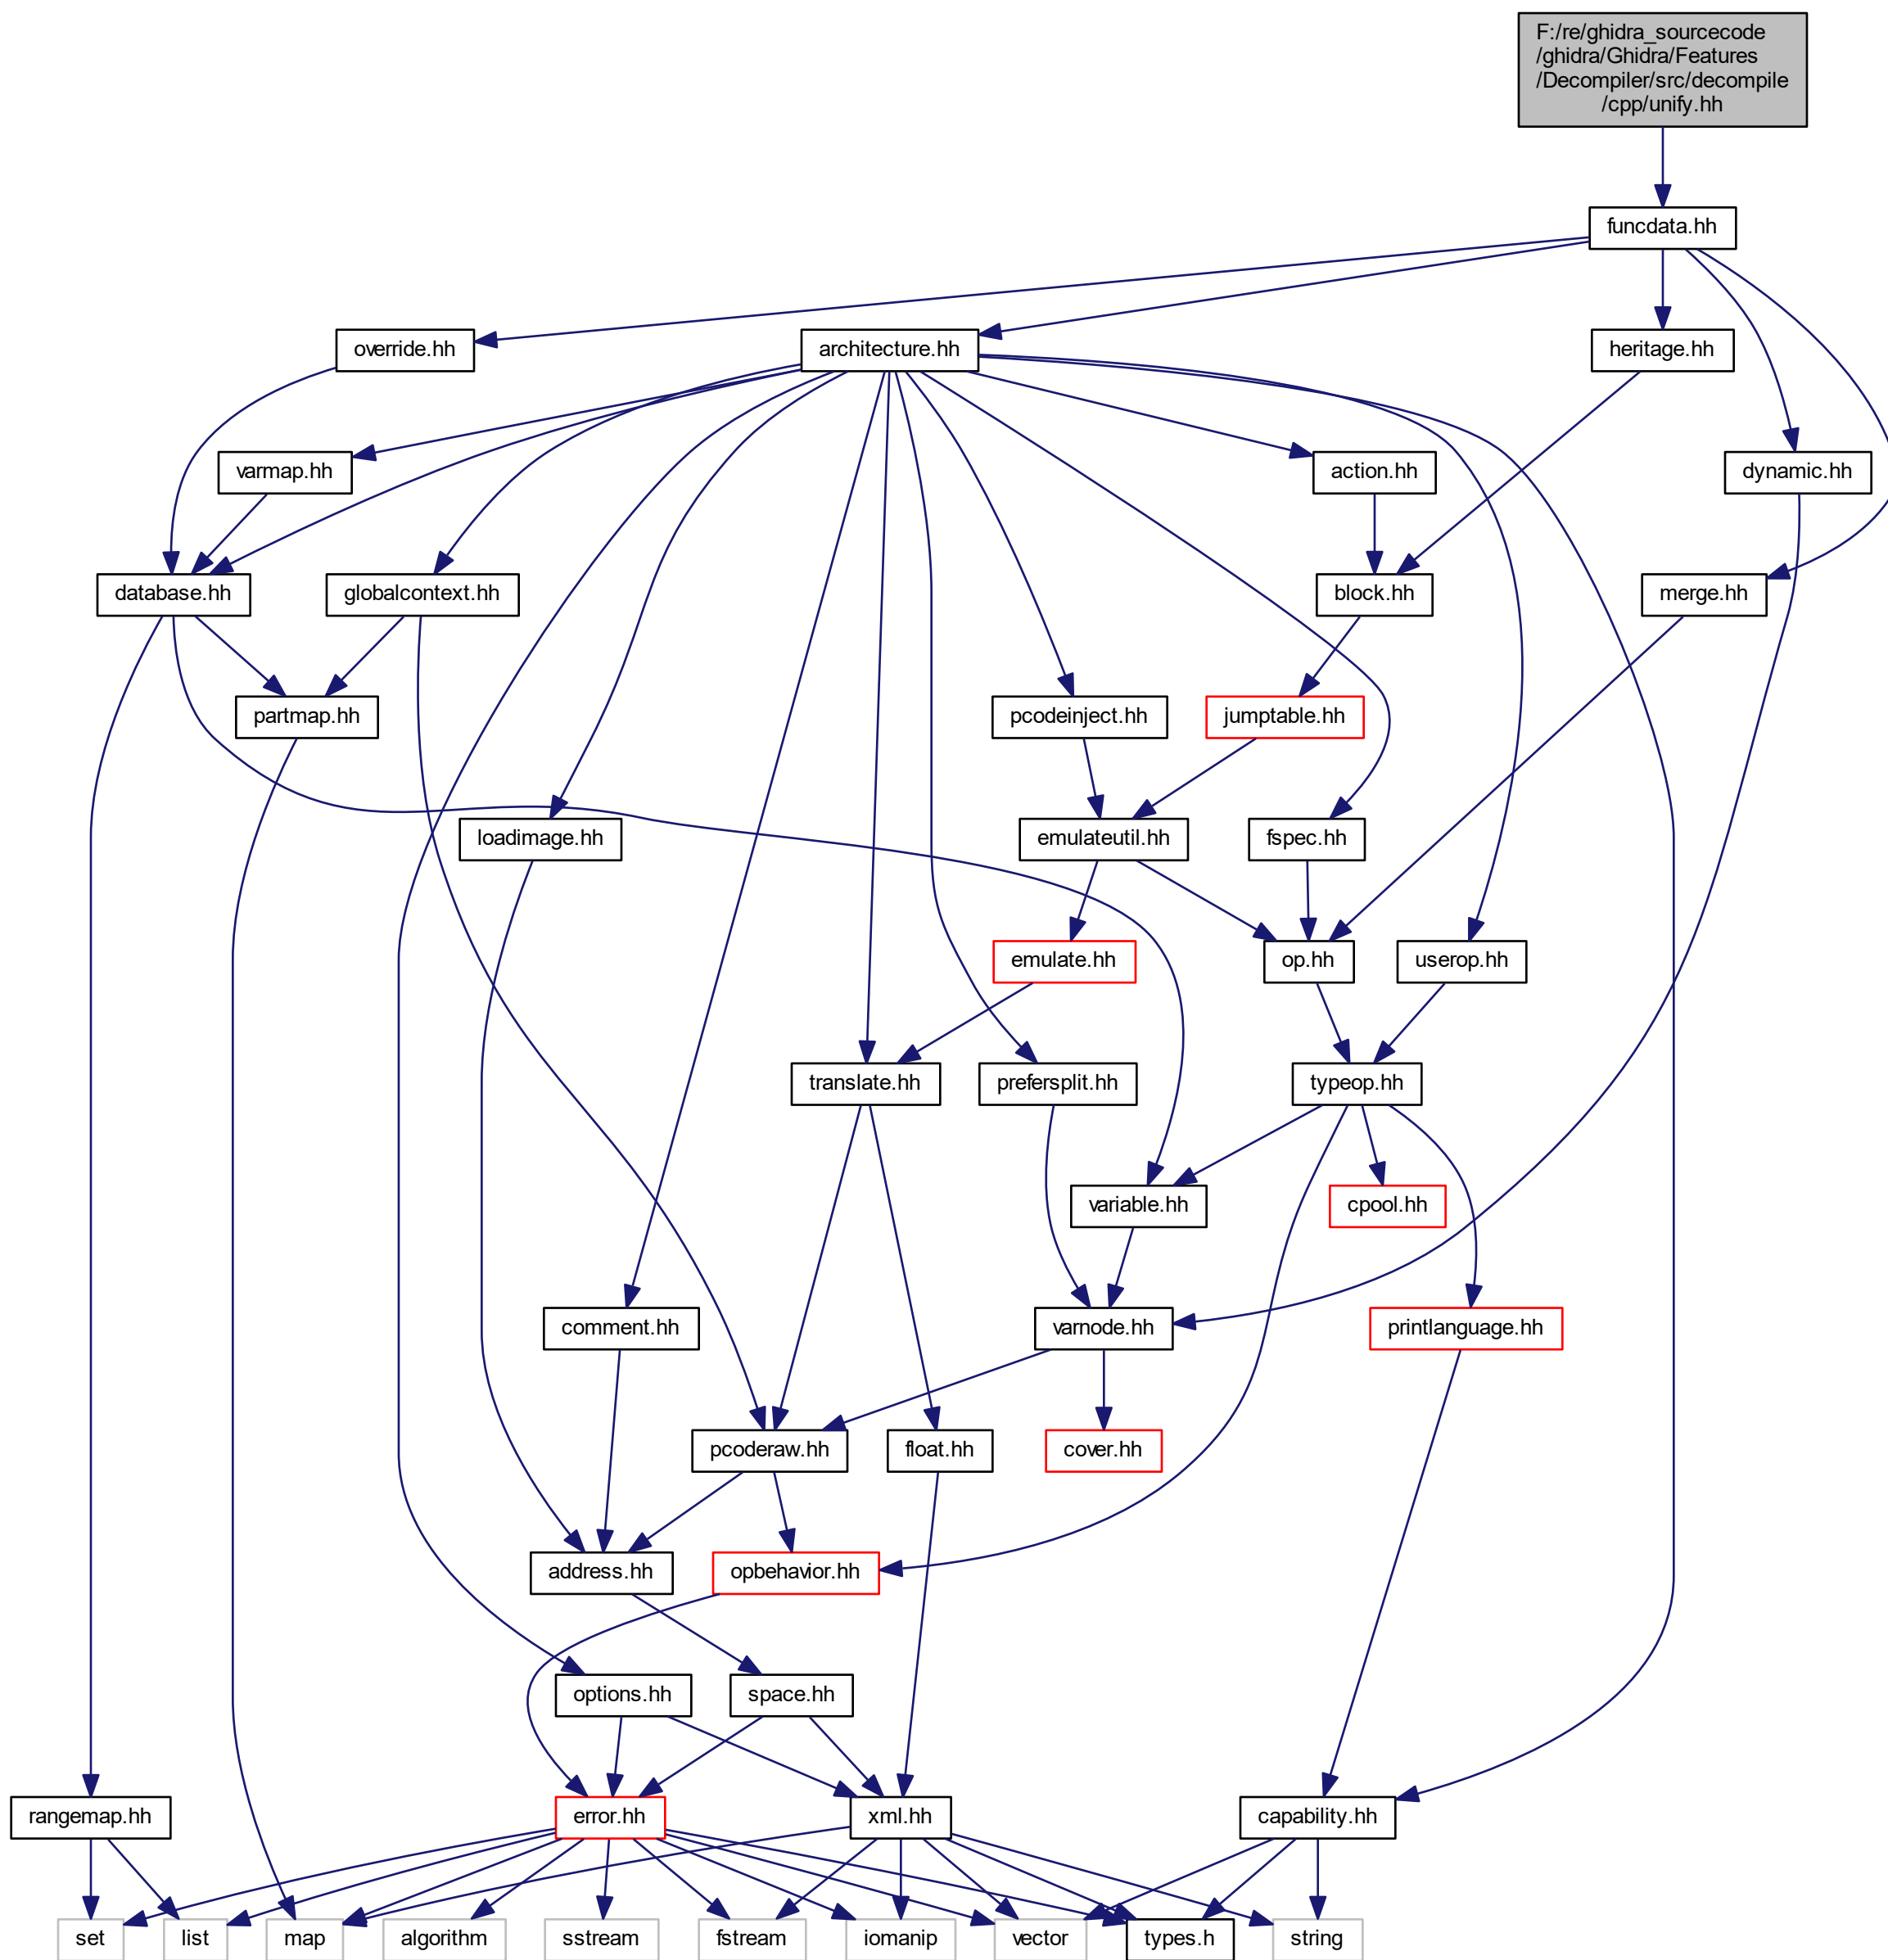 F:/re/ghidra_sourcecode
/ghidra/Ghidra/Features
/Decompiler/src/decompile
/cpp/unify.hh
funcdata.hh
override.hh
architecture.hh
heritage.hh
varmap.hh
action.hh
dynamic.hh
database.hh
globalcontext.hh
block.hh
merge.hh
partmap.hh
pcodeinject.hh
jumptable.hh
loadimage.hh
emulateutil.hh
fspec.hh
emulate.hh
op.hh
userop.hh
translate.hh
prefersplit.hh
typeop.hh
variable.hh
cpool.hh
comment.hh
varnode.hh
printlanguage.hh
pcoderaw.hh
float.hh
cover.hh
address.hh
opbehavior.hh
options.hh
space.hh
rangemap.hh
error.hh
xml.hh
capability.hh
set
list
map
algorithm
sstream
fstream
iomanip
vector
types.h
string